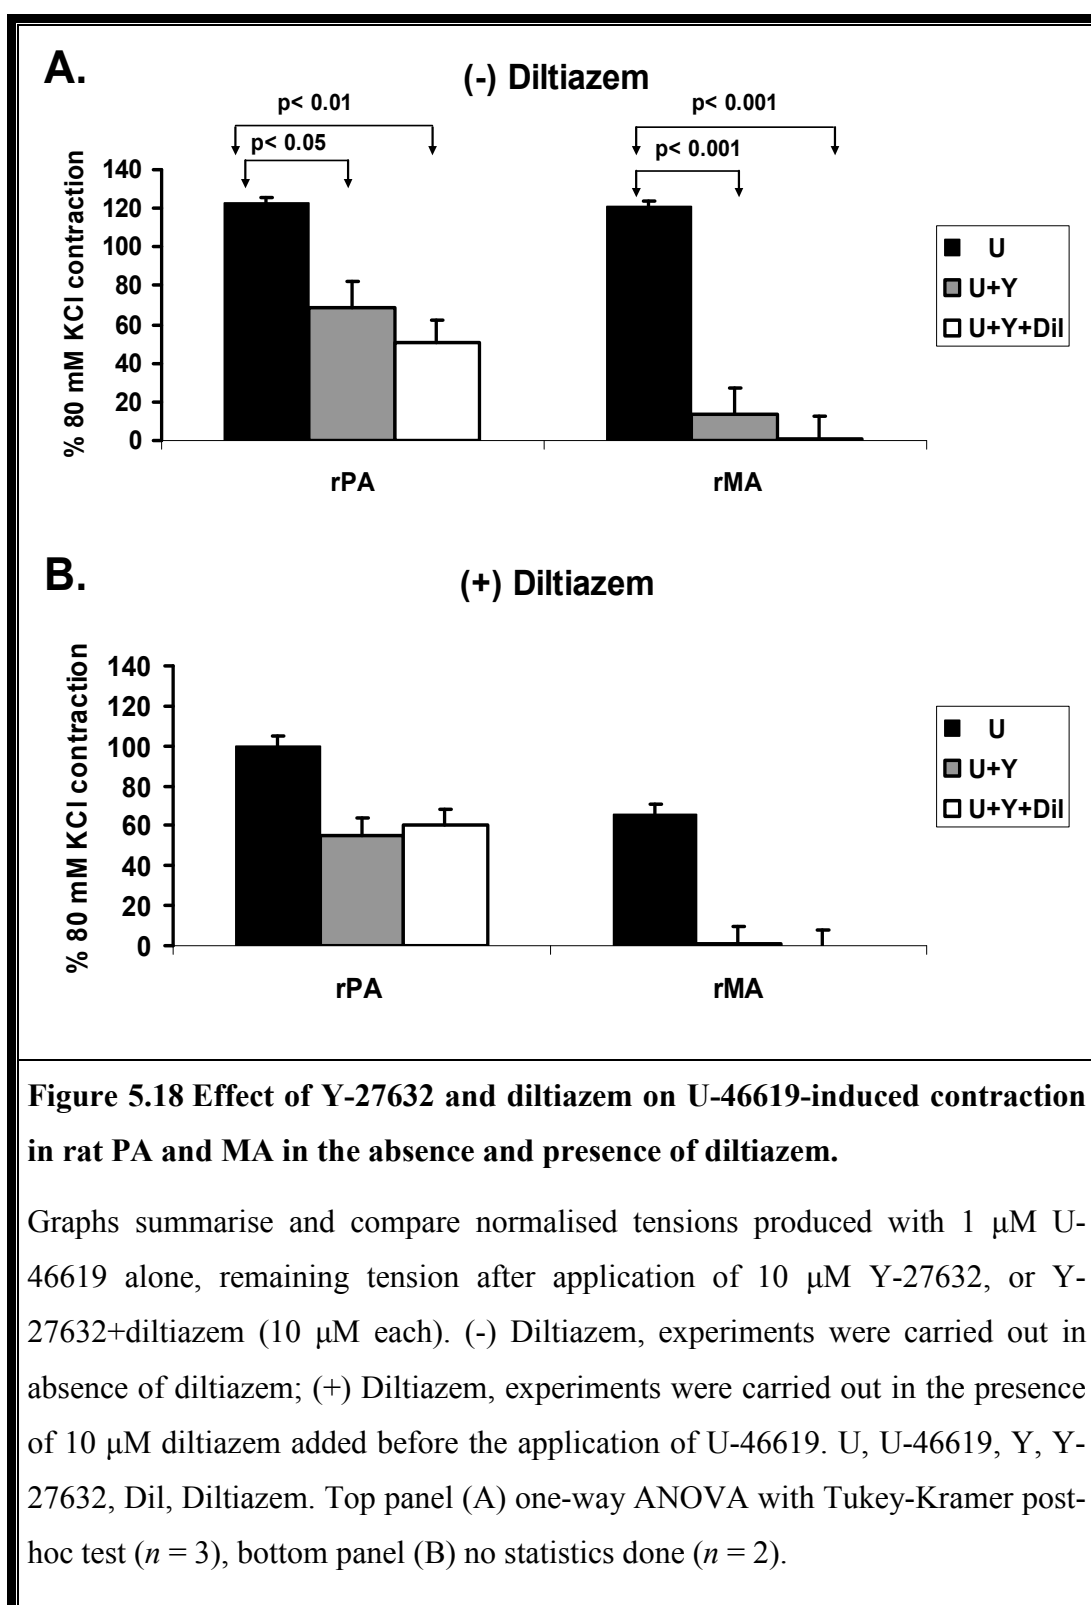 A.
(-) Diltiazem
p< 0.01
p< 0.001
p< 0.05
p< 0.001
% 80 mM KCl contraction
140
120
100
80
60
40
20
0
rPA
rMA
U
U+Y
U+Y+Dil
B.
(+) Diltiazem
% 80 mM KCl contraction
140
120
100
80
60
40
20
0
rPA
rMA
U
U+Y
U+Y+Dil
Figure 5.18 Effect of Y-27632 and diltiazem on U-46619-induced contraction
in rat PA and MA in the absence and presence of diltiazem.
Graphs summarise and compare normalised tensions produced with 1 μM U-
46619 alone, remaining tension after application of 10 μM Y-27632, or Y-
27632+diltiazem (10 μM each). (-) Diltiazem, experiments were carried out in
absence of diltiazem; (+) Diltiazem, experiments were carried out in the presence
of 10 μM diltiazem added before the application of U-46619. U, U-46619, Y, Y-
27632, Dil, Diltiazem. Top panel (A) one-way ANOVA with Tukey-Kramer post-
hoc test (n = 3), bottom panel (B) no statistics done (n = 2).